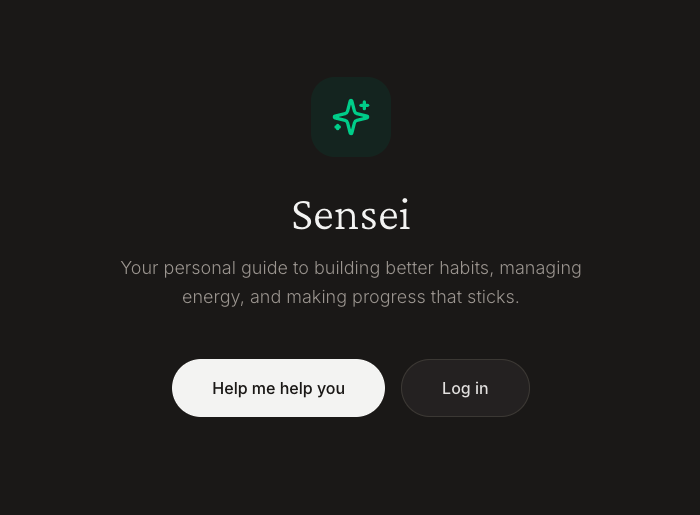 Sensei
Your personal guide to building better habits, managing
energy, and making progress that sticks.
Help me help you
Log in